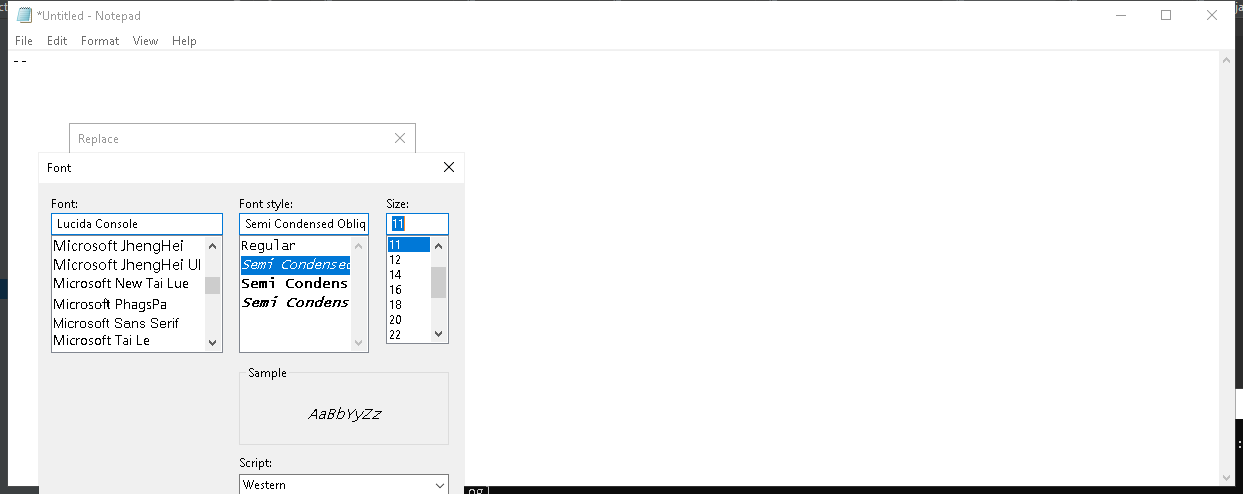 *Untitled - Notepad
File Edit Format View Help
--
Replace
Font
Font: Font style: Size:
Lucida Console Semi Condensed Obliq 11
Microsoft JhengHei Regular 11
Microsoft JhengHei UI Semi Condensed 12
Microsoft New Tai Lue Semi Condens 14
Microsoft PhagsPa Semi Condens 16
Microsoft Sans Serif 18
Microsoft Tai Le 20
22
Sample
AaBbYyZz
Script:
Western